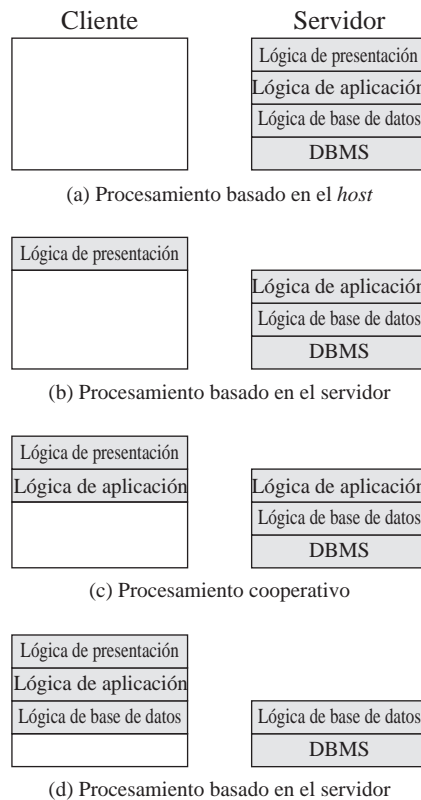 Cliente
Servidor
Lógica de presentación
Lógica de aplicación
Lógica de base de datos
DBMS
(a) Procesamiento basado en el host
Lógica de presentación
Lógica de aplicación
Lógica de base de datos
DBMS
(b) Procesamiento basado en el servidor
Lógica de presentación
Lógica de aplicación
Lógica de aplicación
Lógica de base de datos
DBMS
(c) Procesamiento cooperativo
Lógica de presentación
Lógica de aplicación
Lógica de base de datos
Lógica de base de datos
DBMS
(d) Procesamiento basado en el servidor